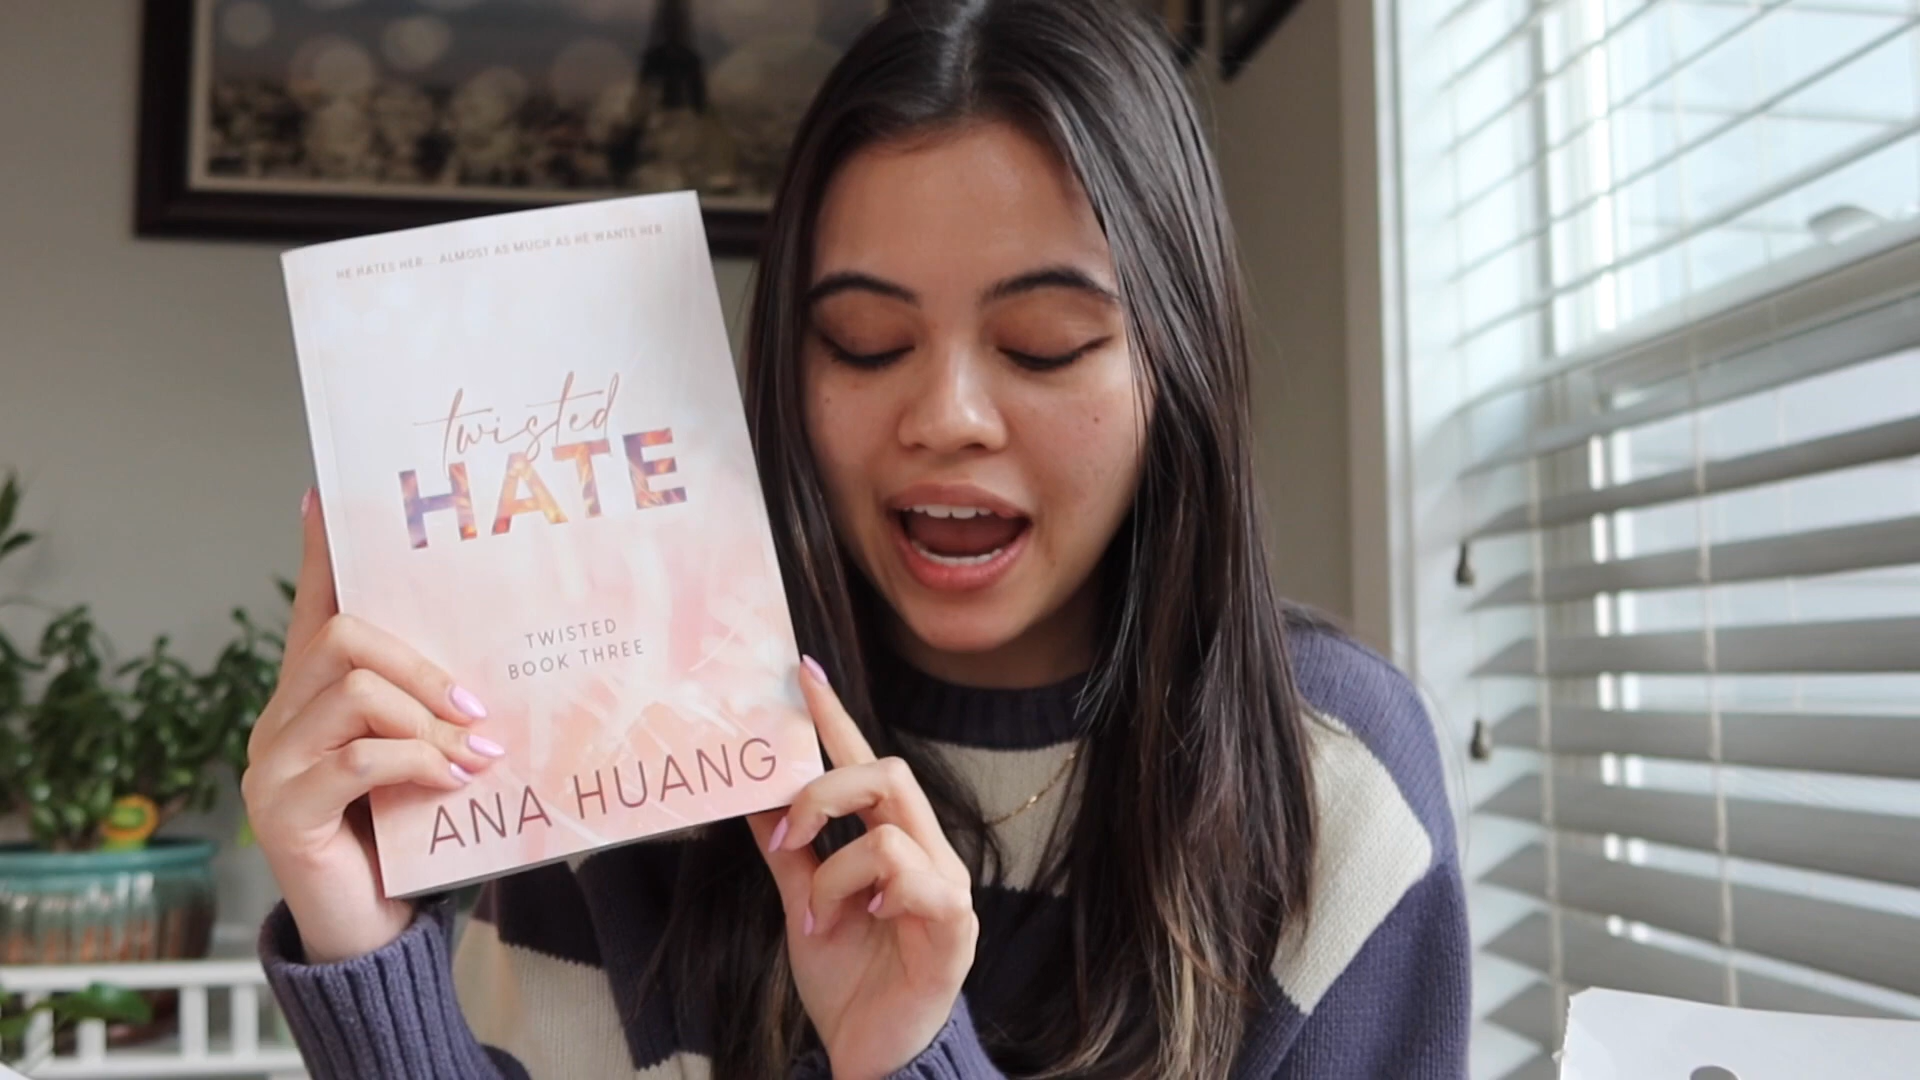 HE HATES HER... ALMOST AS MUCH AS HE WANTS HER
twisted
HATE
TWISTED
BOOK THREE
ANA HUANG